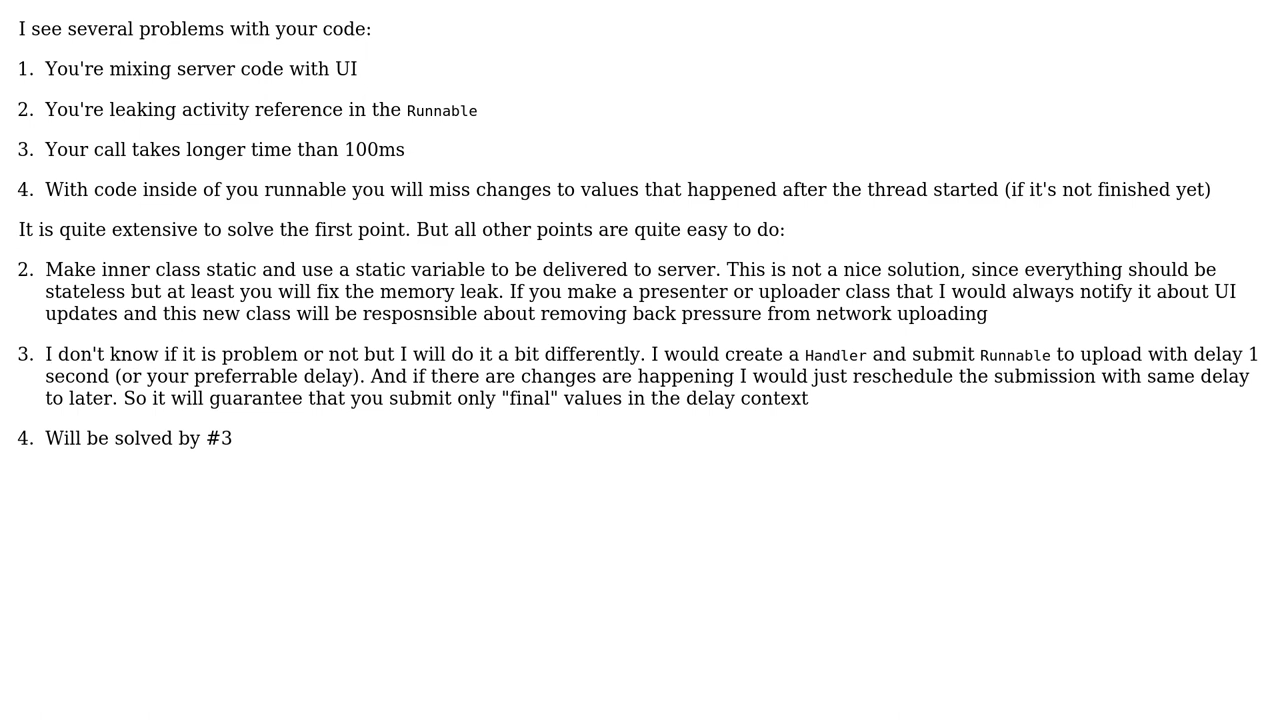 I see several problems with your code:
1. You're mixing server code with UI
2. You're leaking activity reference in the Runnable
3. Your call takes longer time than 100ms
4. With code inside of you runnable you will miss changes to values that happened after the thread started (if it's not finished yet)
It is quite extensive to solve the first point. But all other points are quite easy to do:
2. Make inner class static and use a static variable to be delivered to server. This is not a nice solution, since everything should be
stateless but at least you will fix the memory leak. If you make a presenter or uploader class that I would always notify it about UI
updates and this new class will be resposnsible about removing back pressure from network uploading
3. I don't know if it is problem or not but I will do it a bit differently. I would create a Handler and submit Runnable to upload with delay 1
second (or your preferrable delay). And if there are changes are happening I would just reschedule the submission with same delay
to later. So it will guarantee that you submit only "final" values in the delay context
4. Will be solved by #3